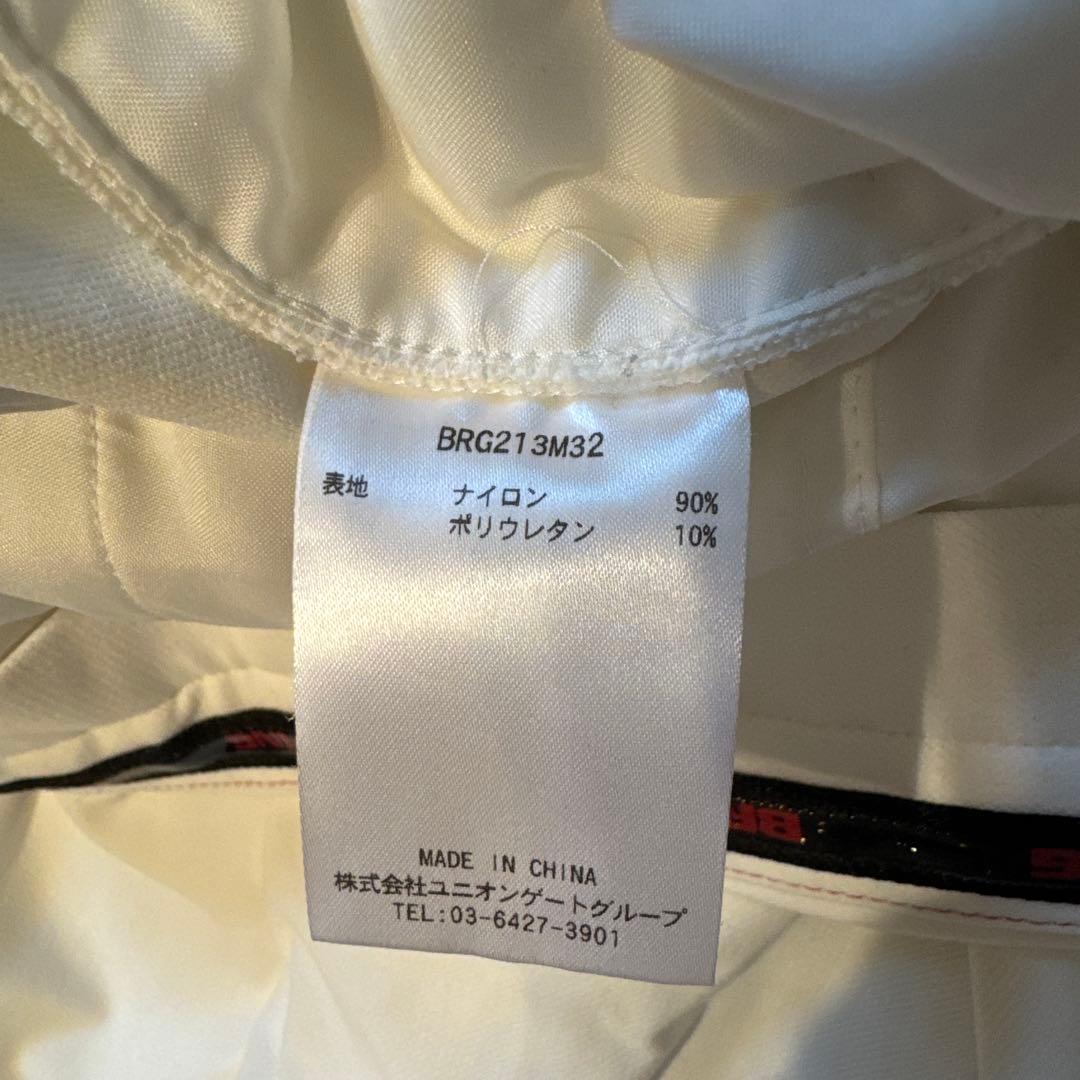 BRG213M32
表地 ナイロン 90%
ポリウレタン 10%
MADE IN CHINA
株式会社ユニオンゲートグループ
TEL:03-6427-3901